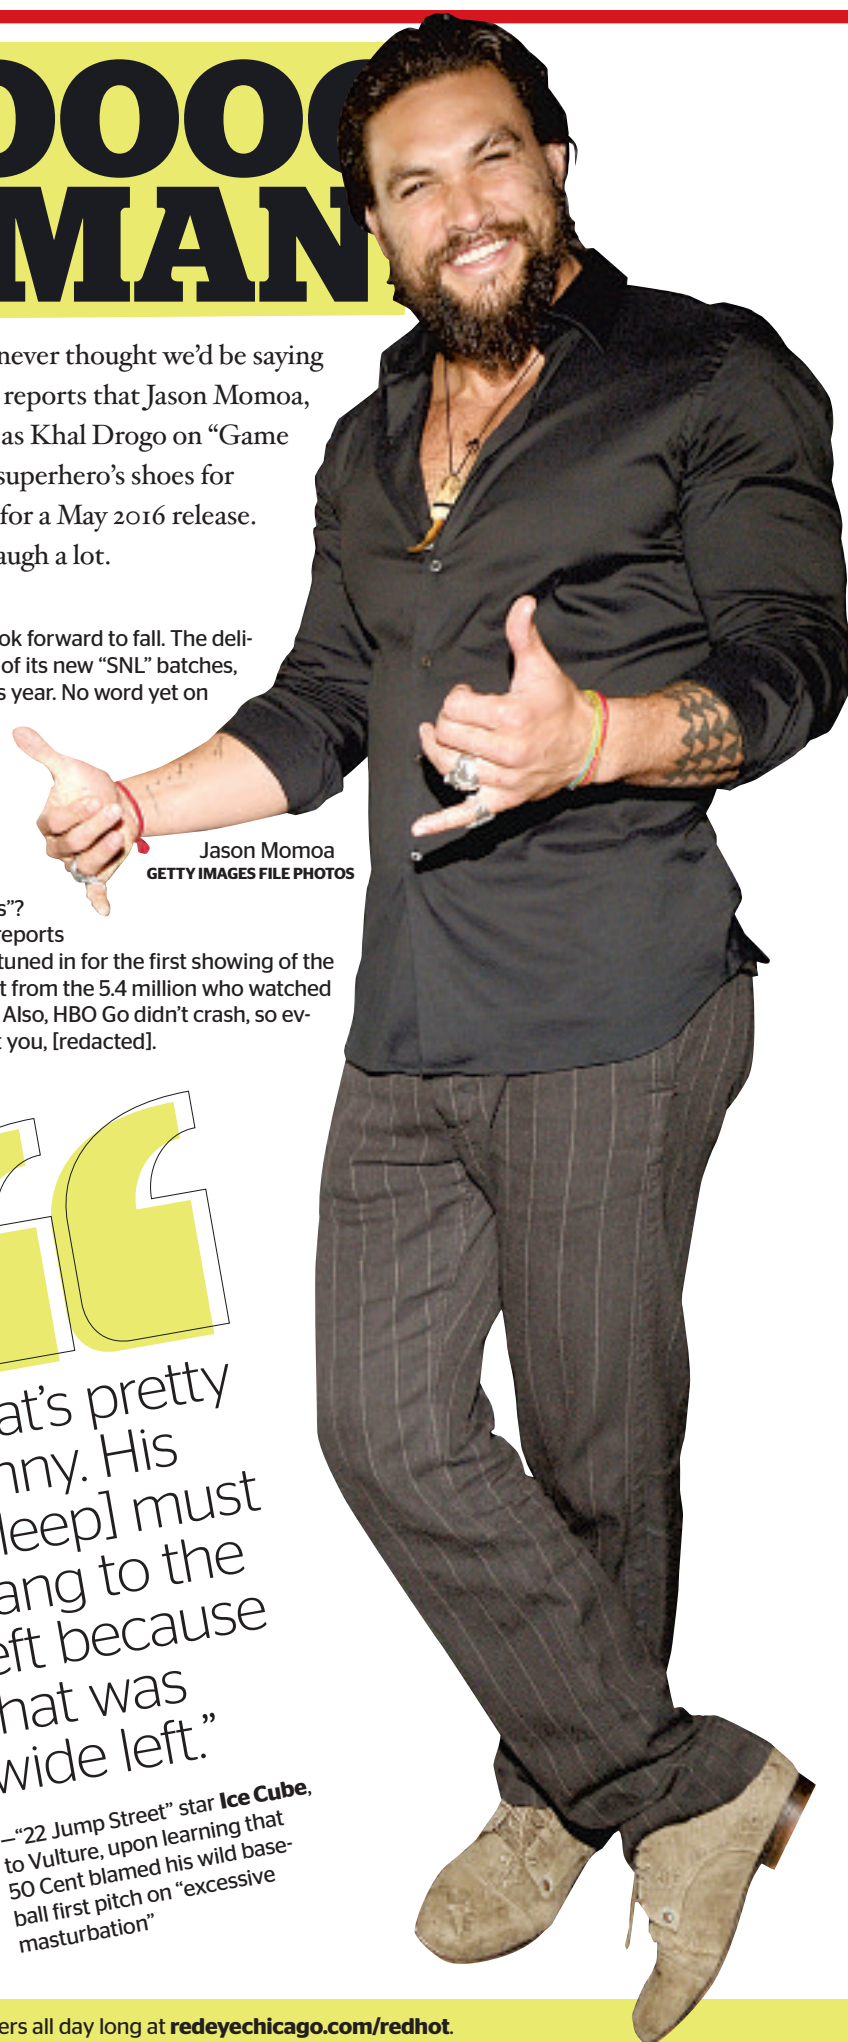 OOOO
MAN
never thought we'd be saying
reports that Jason Momoa,
as Khal Drogo on “Game
superhero's shoes for
for a May 2016 release.
augh a lot.
ok forward to fall. The deli-
of its new “SNL” batches,
s year. No word yet on
Jason Momoa
GETTY IMAGES FILE PHOTOS
s”?
reports
tuned in for the first showing of the
t from the 5.4 million who watched
Also, HBO Go didn't crash, so ev-
t you, [redacted].
“
at's pretty
nny. His
leep] must
ang to the
eft because
hat was
wide left.”
—“22 Jump Street” star Ice Cube,
to Vulture, upon learning that
50 Cent blamed his wild base-
ball first pitch on “excessive
masturbation”
ers all day long at redeyechicago.com/redhot.